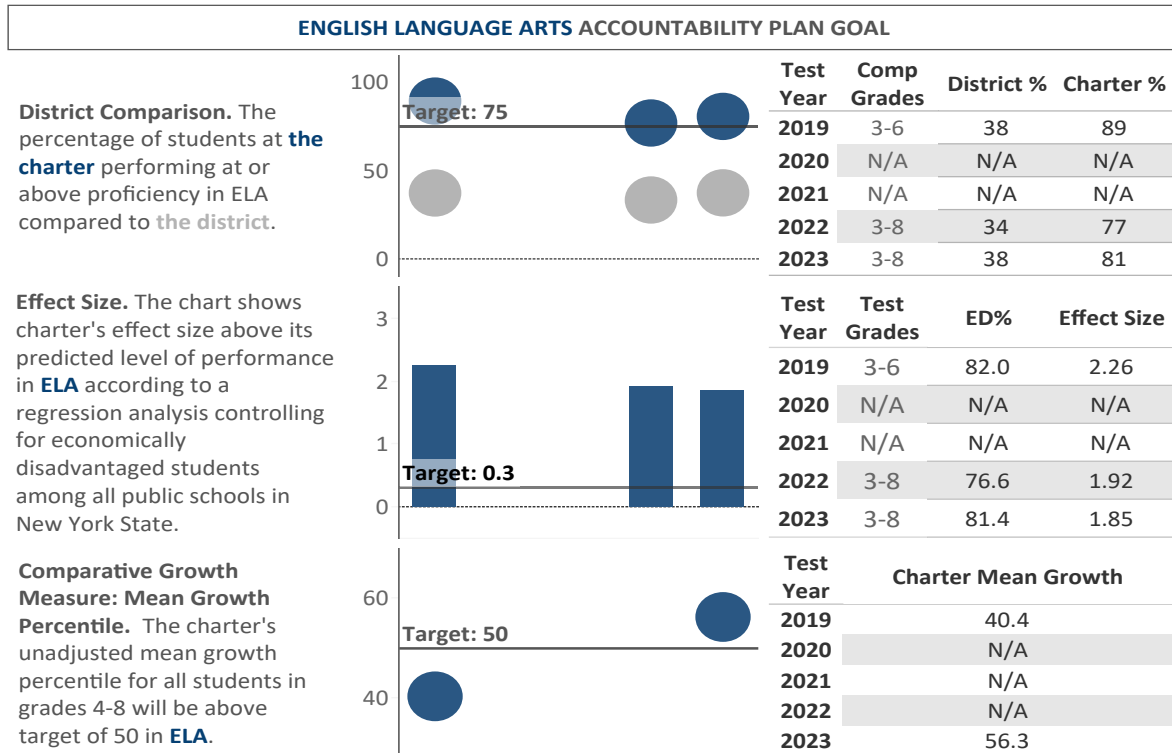 ENGLISH LANGUAGE ARTS ACCOUNTABILITY PLAN GOAL
District Comparison. The
percentage of students at the
charter performing at or
above proficiency in ELA
compared to the district.
100
Target: 75
50
0
Test Year Comp Grades District % Charter %
2019 3-6 38 89
2020 N/A N/A N/A
2021 N/A N/A N/A
2022 3-8 34 77
2023 3-8 38 81
Effect Size. The chart shows
charter's effect size above its
predicted level of performance
in ELA according to a
regression analysis controlling
for economically
disadvantaged students
among all public schools in
New York State.
3
2
1
Target: 0.3
0
Test Year Test Grades ED% Effect Size
2019 3-6 82.0 2.26
2020 N/A N/A N/A
2021 N/A N/A N/A
2022 3-8 76.6 1.92
2023 3-8 81.4 1.85
Comparative Growth
Measure: Mean Growth
Percentile. The charter's
unadjusted mean growth
percentile for all students in
grades 4-8 will be above
target of 50 in ELA.
60
Target: 50
40
Test Year Charter Mean Growth
2019 40.4
2020 N/A
2021 N/A
2022 N/A
2023 56.3